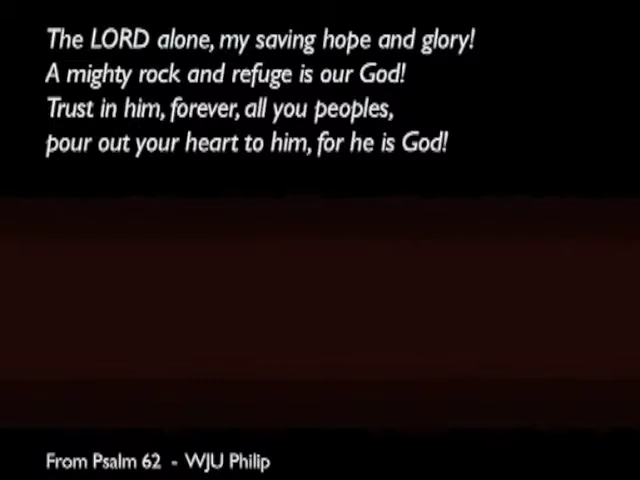 The LORD alone, my saving hope and glory!
A mighty rock and refuge is our God!
Trust in him, forever, all you peoples,
pour out your heart to him, for he is God!
From Psalm 62 - WJU Philip